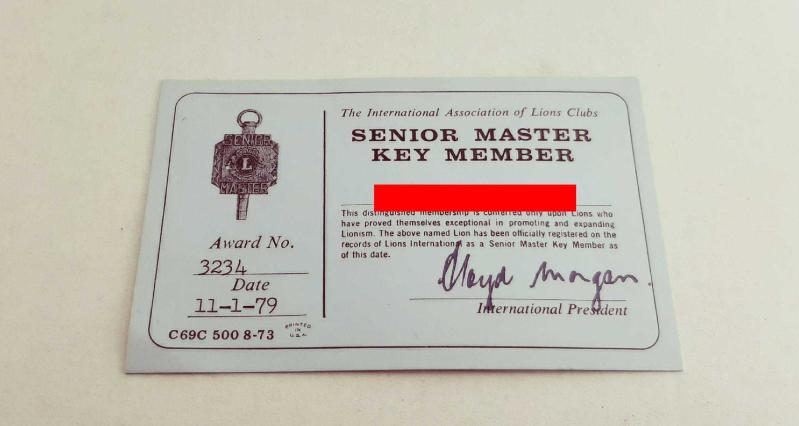 The International Association of Lions Clubs
SENIOR MASTER
KEY MEMBER
SENIOR
L
MASTER
This distinguished membership is conferred only upon Lions who
have proved themselves exceptional in promoting and expanding
Lionism. The above named Lion has been officially registered on the
records of Lions International as a Senior Master Key Member as
of this date.
Award No.
3234
Date
11-1-79
Lloyd Morgan.
International President
C69C 500 8-73
PRINTED
IN
U.S.A.